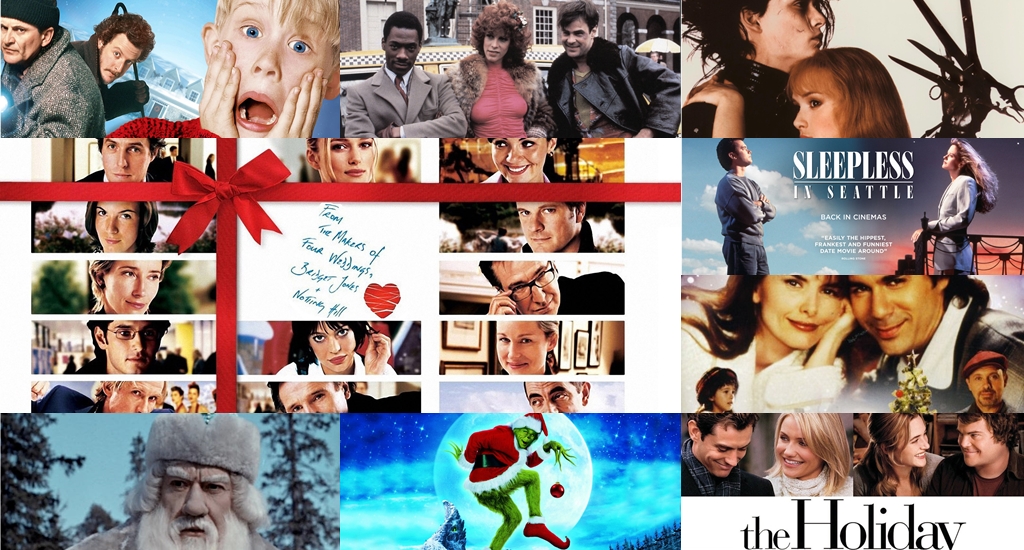 From
The Makers of
Four Weddings,
Bridget Jones
+
Notting Hill
SLEEPLESS
IN SEATTLE
BACK IN CINEMAS
"EASILY THE HIPPEST,
FRANKEST AND FUNNIEST
DATE MOVIE AROUND"
the Holiday